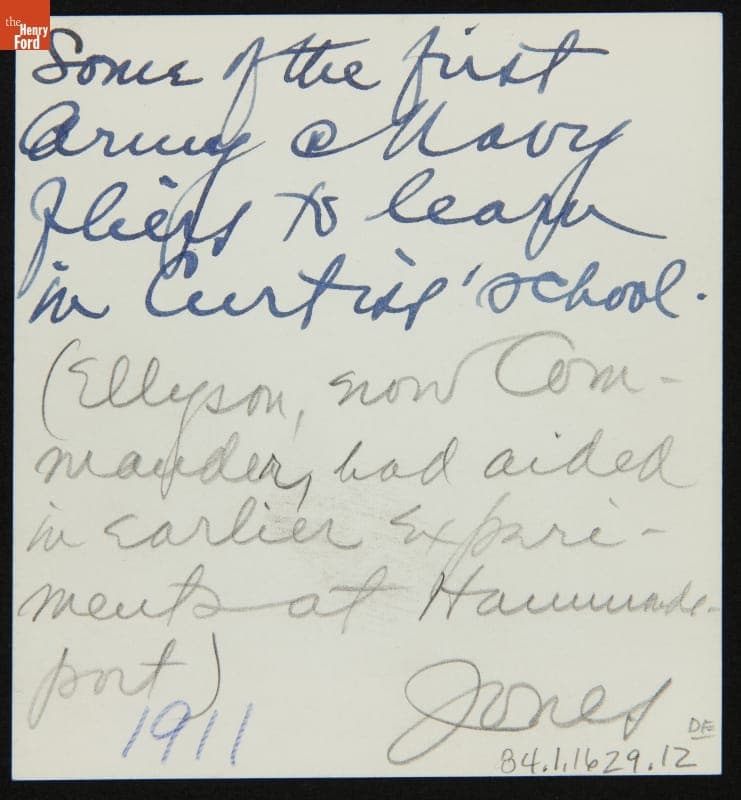 the
Henry
Ford
Some of the first
Army & Navy
fliers to learn
in Curtiss' school.
(Ellyson, now Com-
mander, had aided
in earlier experi-
ments at Hammonds-
port)
1911
Jones
DF
84.1.1629.12